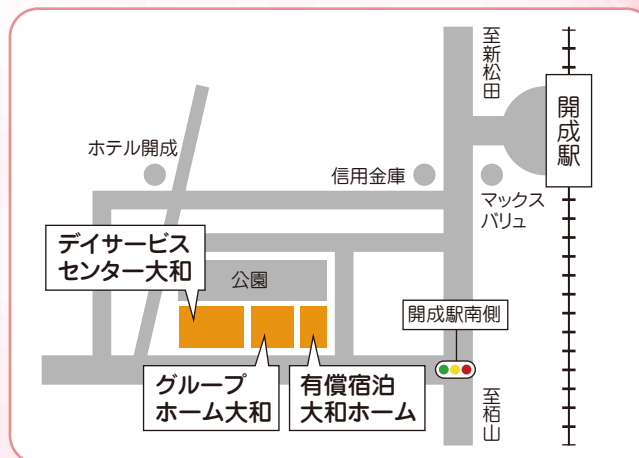 至新松田
開成駅
ホテル開成
信用金庫
マックス
バリュ
デイサービス
センター大和
公園
開成駅南側
グループ
ホーム大和
有償宿泊
大和ホーム
至栢山